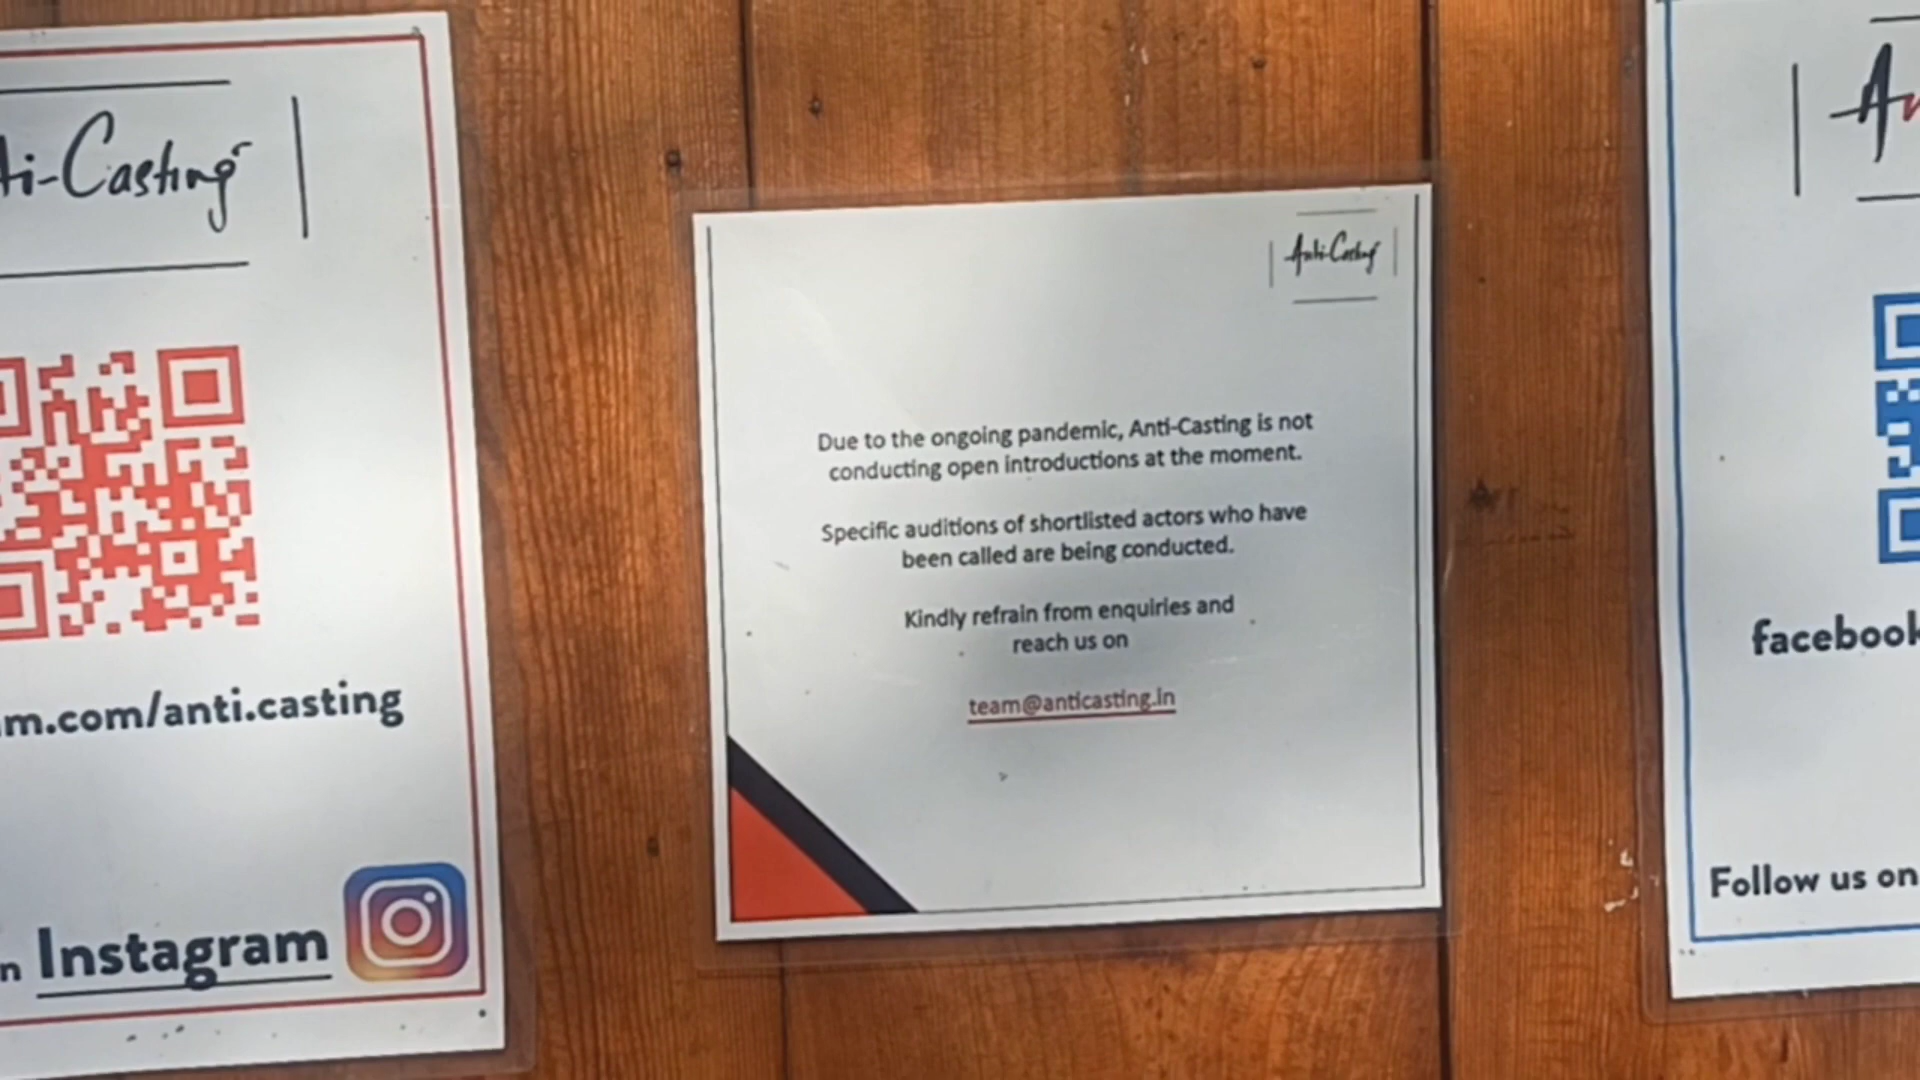 ti-Casting
m.com/anti.casting
n Instagram
Anti-Casting
Due to the ongoing pandemic, Anti-Casting is not
conducting open introductions at the moment.
Specific auditions of shortlisted actors who have
been called are being conducted.
Kindly refrain from enquiries and
reach us on
team@anticasting.in
An
facebook
Follow us on